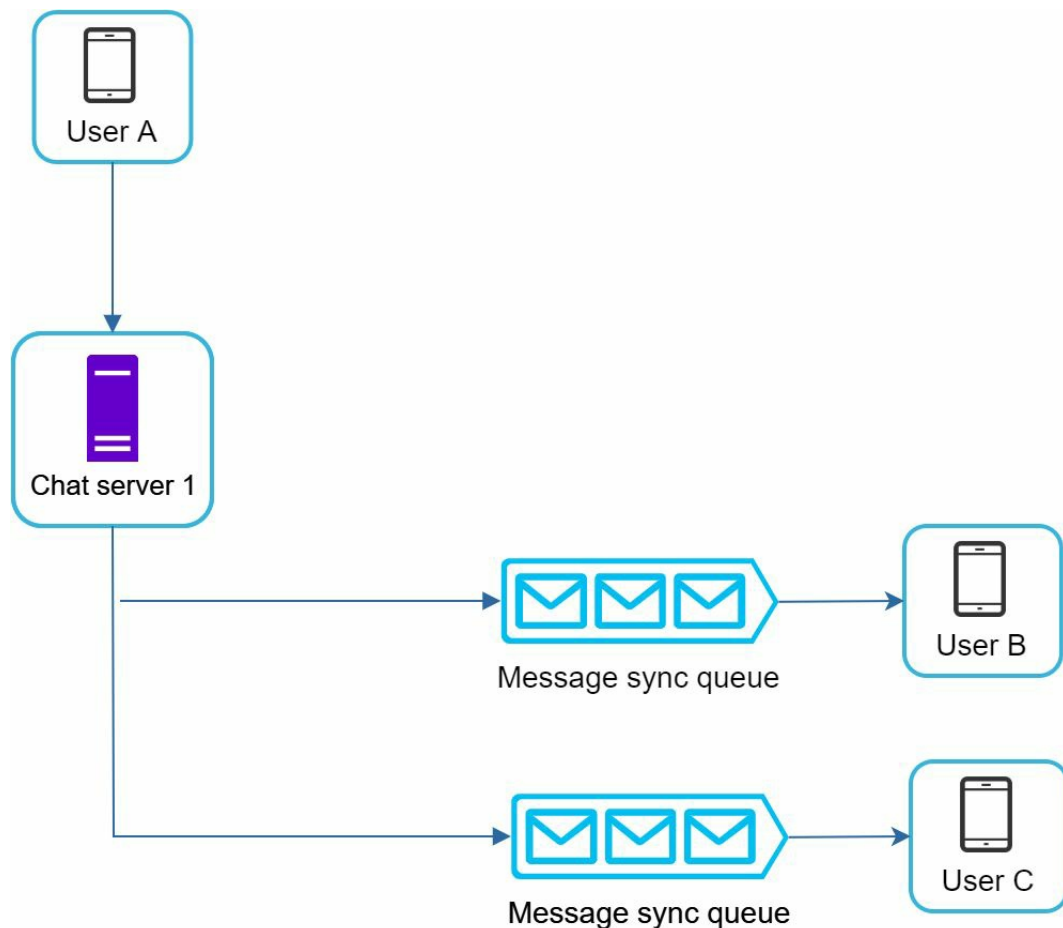 User A
Chat server 1
User B
Message sync queue
User C
Message sync queue